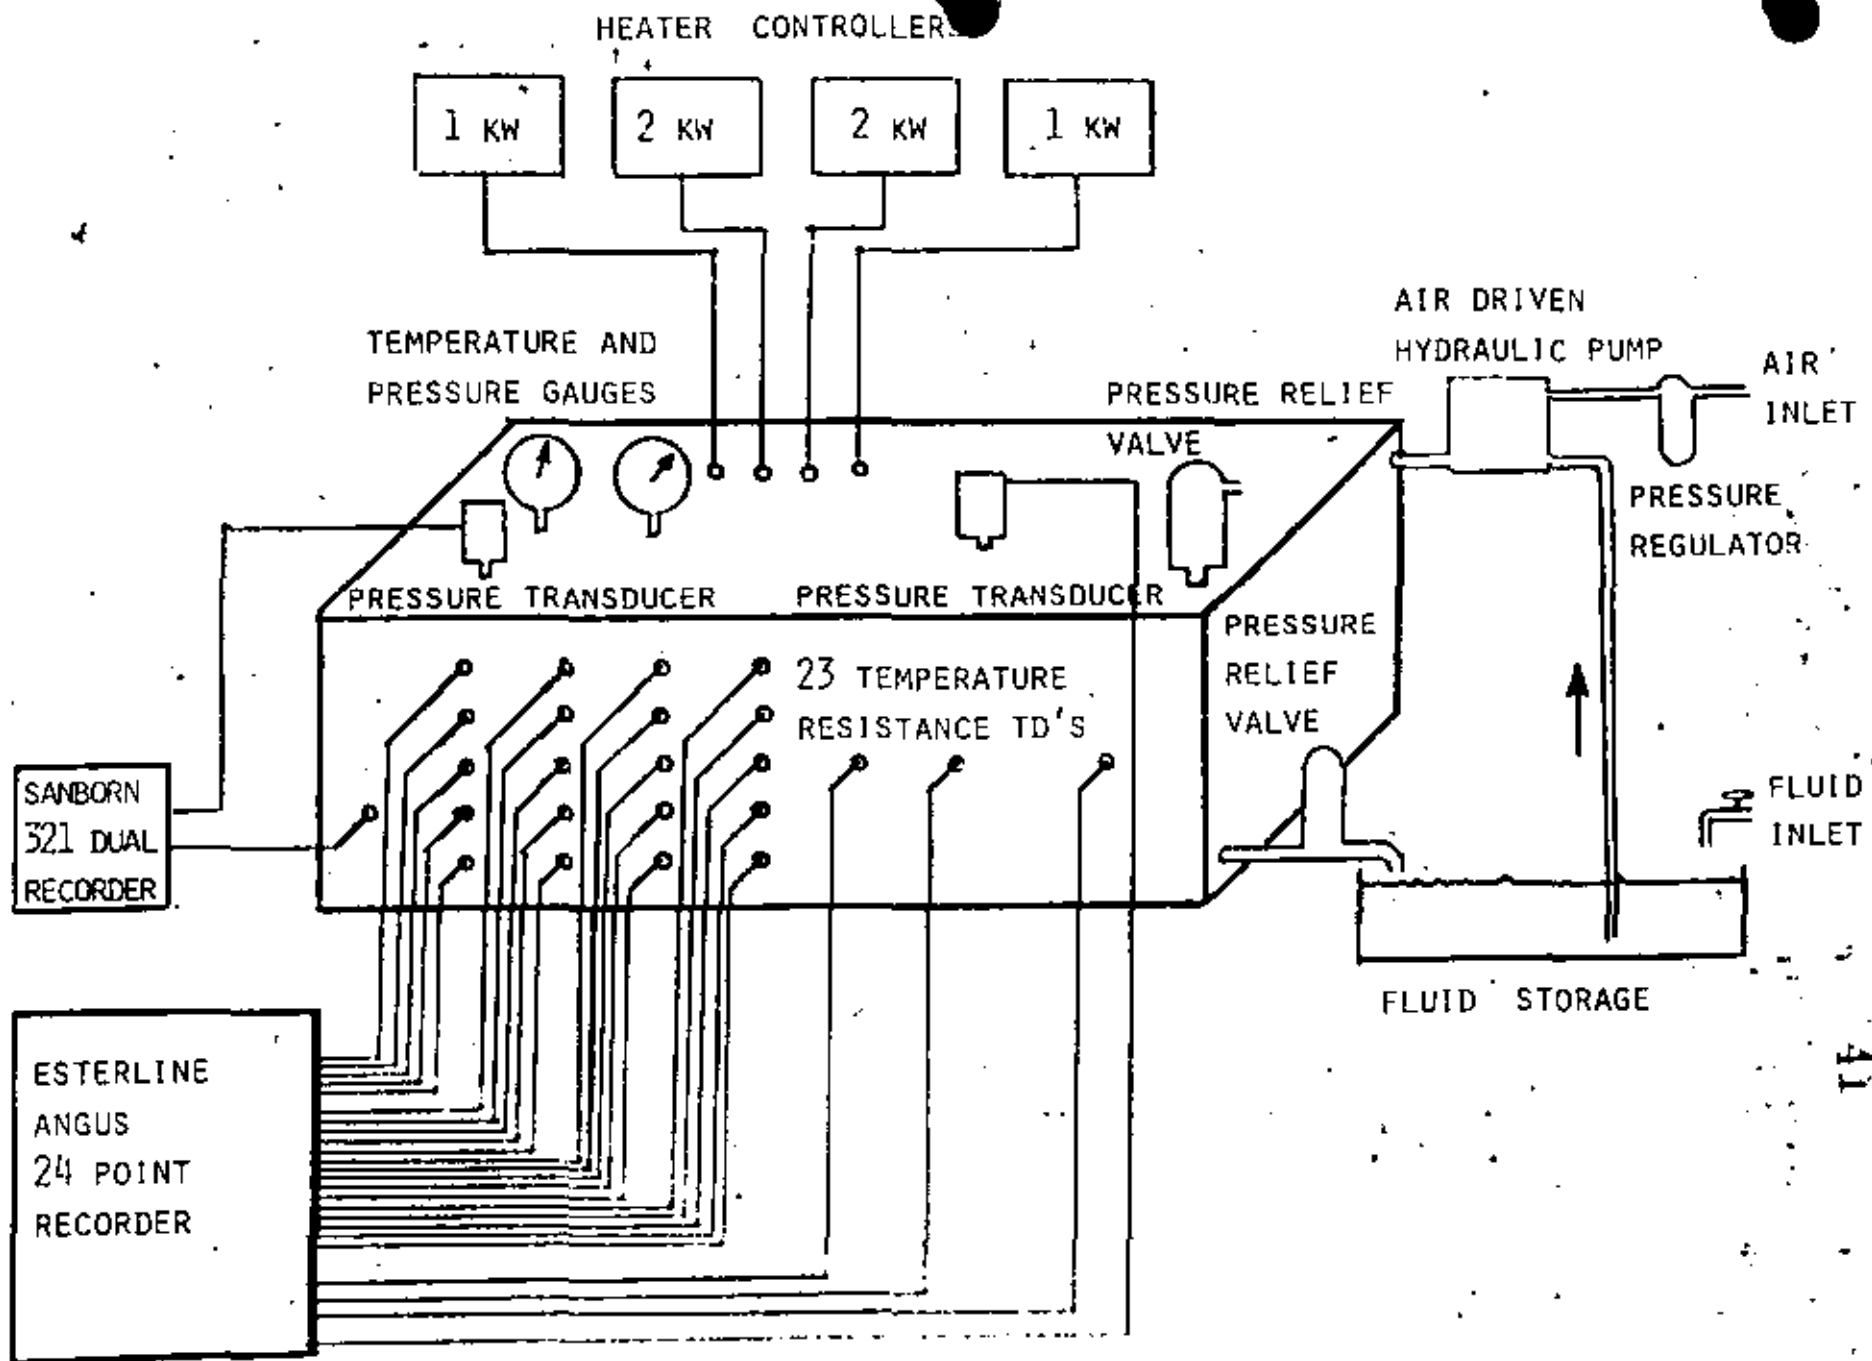 HEATER CONTROLLERS
1 KW
2 KW
2 KW
1 KW
TEMPERATURE AND
PRESSURE GAUGES
PRESSURE RELIEF
VALVE
AIR DRIVEN
HYDRAULIC PUMP
AIR
INLET
PRESSURE
REGULATOR
PRESSURE TRANSDUCER
PRESSURE TRANSDUCER
PRESSURE
RELIEF
VALVE
23 TEMPERATURE
RESISTANCE TD'S
SANBORN
321 DUAL
RECORDER
FLUID
INLET
FLUID STORAGE
ESTERLINE
ANGUS
24 POINT
RECORDER
41